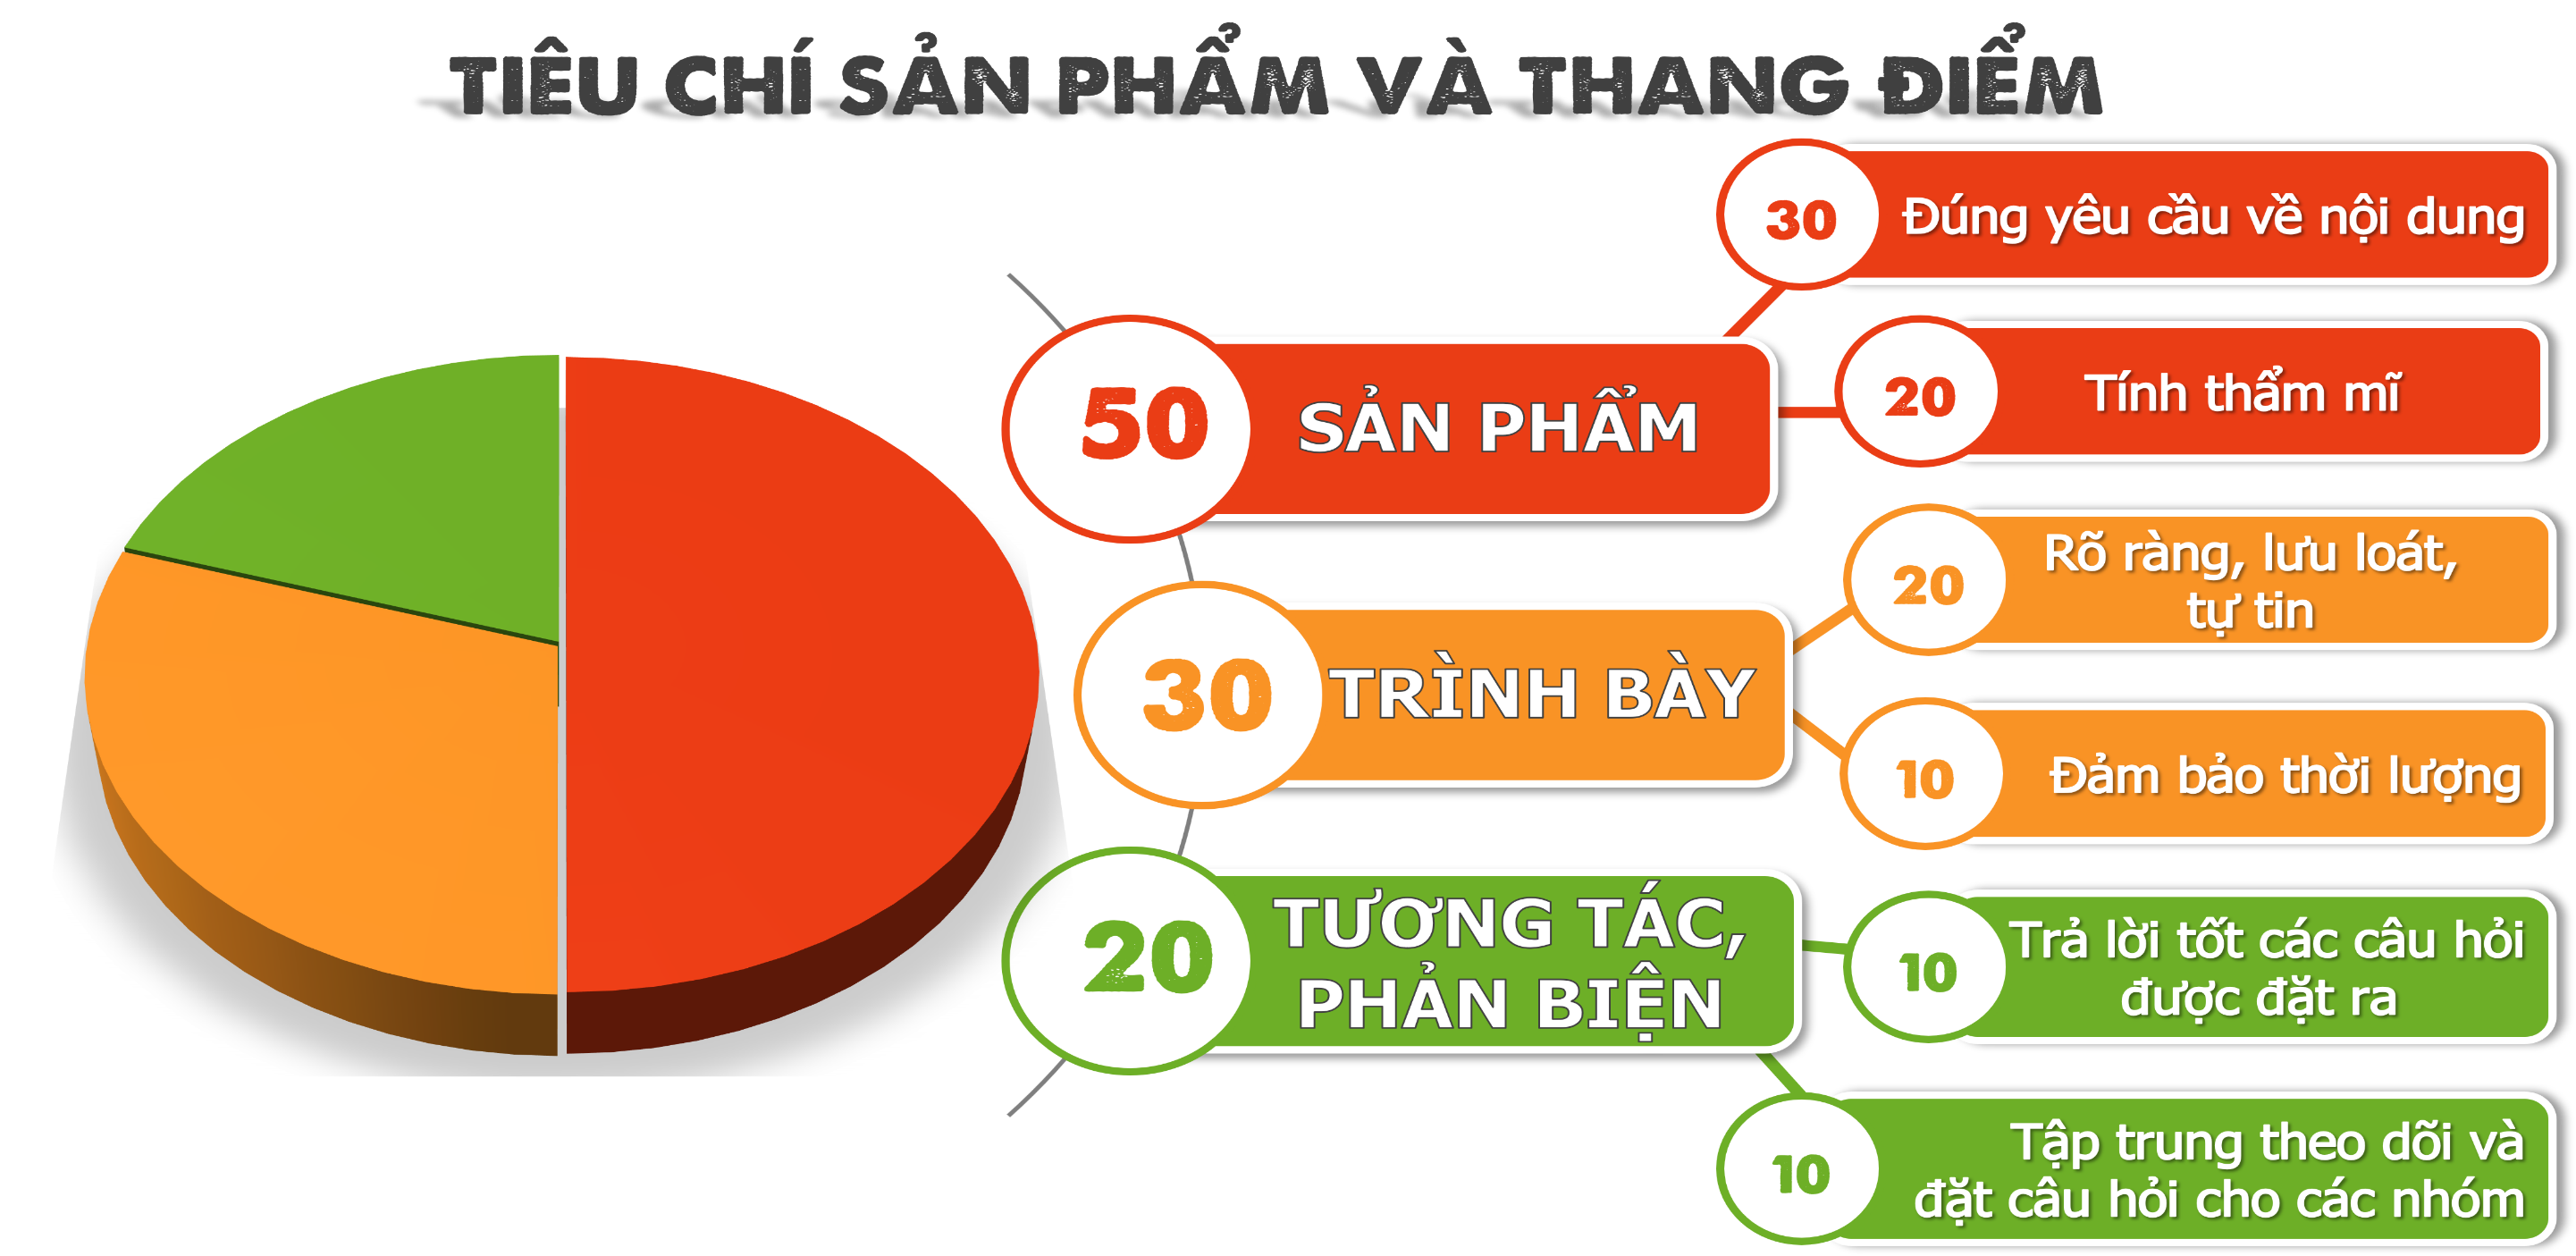 TIÊU CHÍ SẢN PHẨM VÀ THANG ĐIỂM
50
SẢN PHẨM
30
Đúng yêu cầu về nội dung
20
Tính thẩm mĩ
30
TRÌNH BÀY
20
Rõ ràng, lưu loát,
tự tin
10
Đảm bảo thời lượng
20
TƯƠNG TÁC,
PHẢN BIỆN
10
Trả lời tốt các câu hỏi
được đặt ra
10
Tập trung theo dõi và
đặt câu hỏi cho các nhóm